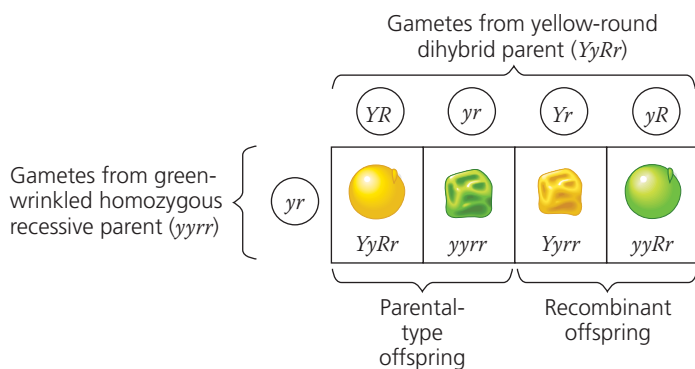 Gametes from yellow-round
dihybrid parent (YyRr)
YR yr Yr yR
Gametes from green-
wrinkled homozygous
recessive parent (yyrr)
yr
YyRr yyrr Yyrr yyRr
Parental-
type
offspring
Recombinant
offspring